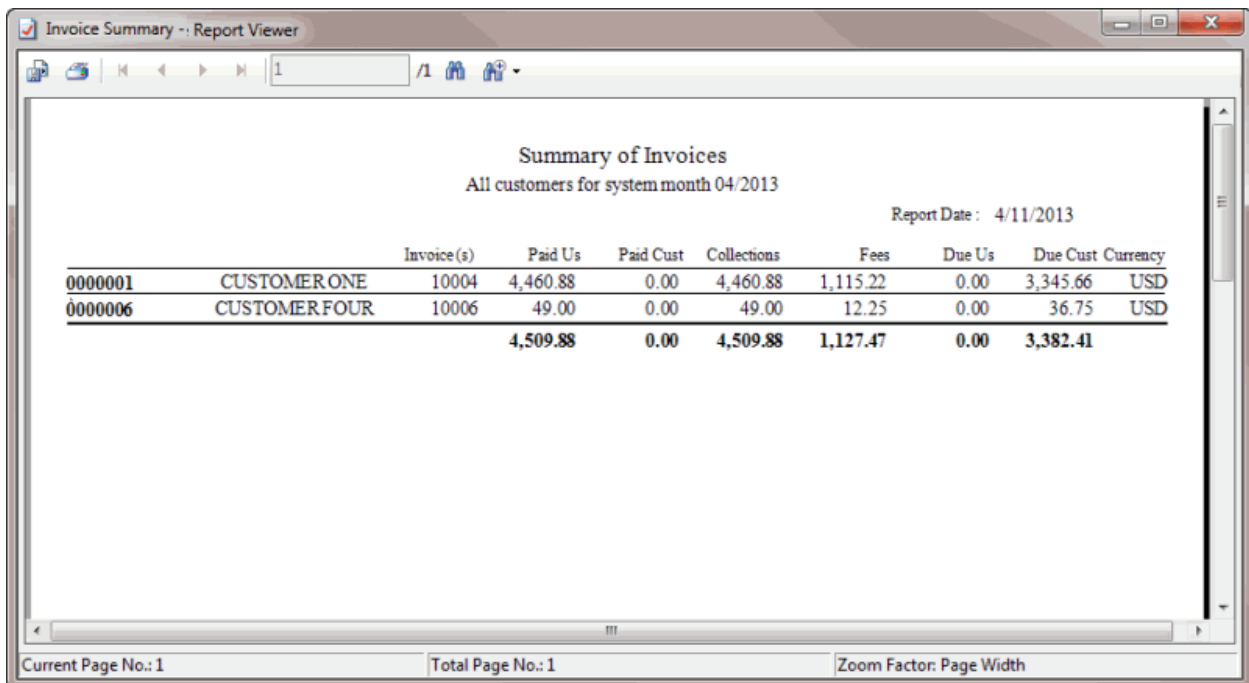 Invoice Summary -: Report Viewer
1 /1
Summary of Invoices
All customers for system month 04/2013
Report Date : 4/11/2013
Invoice(s) Paid Us Paid Cust Collections Fees Due Us Due Cust Currency
0000001 CUSTOMER ONE 10004 4,460.88 0.00 4,460.88 1,115.22 0.00 3,345.66 USD
0000006 CUSTOMER FOUR 10006 49.00 0.00 49.00 12.25 0.00 36.75 USD
4,509.88 0.00 4,509.88 1,127.47 0.00 3,382.41
Current Page No.: 1 Total Page No.: 1 Zoom Factor: Page Width